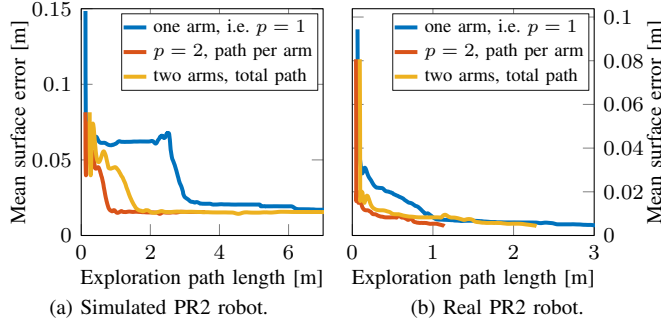 0.15
0.1
0.05
0
Mean surface error [m]
one arm, i.e. p = 1
p = 2, path per arm
two arms, total path
0 2 4 6
Exploration path length [m]
(a) Simulated PR2 robot.
one arm, i.e. p = 1
p = 2, path per arm
two arms, total path
0.1
0.08
0.06
0.04
0.02
0
Mean surface error [m]
0 1 2 3
Exploration path length [m]
(b) Real PR2 robot.